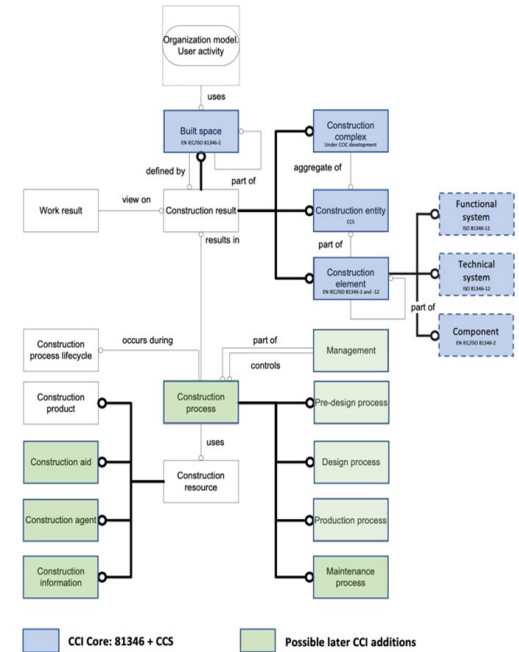 Organization model.
User activity
uses
Built space
EN IEC/ISO 81346-2
defined by
part of
Construction
complex
Under CCIC development
aggregate of
Work result
view on
Construction result
Construction entity
CCS
results in
part of
Construction
element
EN IEC/ISO 81346-2 and -12
part of
Functional
system
ISO 81346-12
Technical
system
ISO 81346-12
Component
EN IEC/ISO 81346-2
Construction
process lifecycle
occurs during
part of
controls
Management
Construction
product
Construction
process
Pre-design process
uses
Construction aid
Construction
resource
Design process
Construction agent
Production process
Construction
information
Maintenance
process
CCI Core: 81346 + CCS
Possible later CCI additions